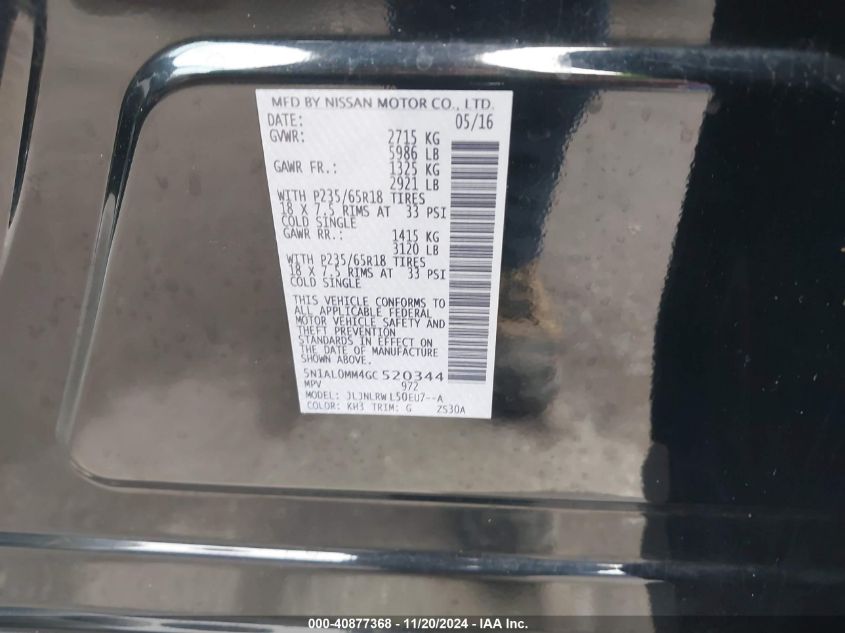 MFD BY NISSAN MOTOR CO., LTD.
DATE: 05/16
GVWR: 2715 KG
5986 LB
GAWR FR.: 1325 KG
2921 LB
WITH P235/65R18 TIRES
18 X 7.5 RIMS AT 33 PSI
COLD SINGLE
GAWR RR.: 1415 KG
3120 LB
WITH P235/65R18 TIRES
18 X 7.5 RIMS AT 33 PSI
COLD SINGLE
THIS VEHICLE CONFORMS TO
ALL APPLICABLE FEDERAL
MOTOR VEHICLE SAFETY AND
THEFT PREVENTION
STANDARDS IN EFFECT ON
THE DATE OF MANUFACTURE
SHOWN ABOVE.
5N1AL0MM4GC520344
MPV 972
MODEL: JLJNLRWL50EU7--A
COLOR: KH3 TRIM: G ZS30A
000-40877368 - 11/20/2024 - IAA Inc.